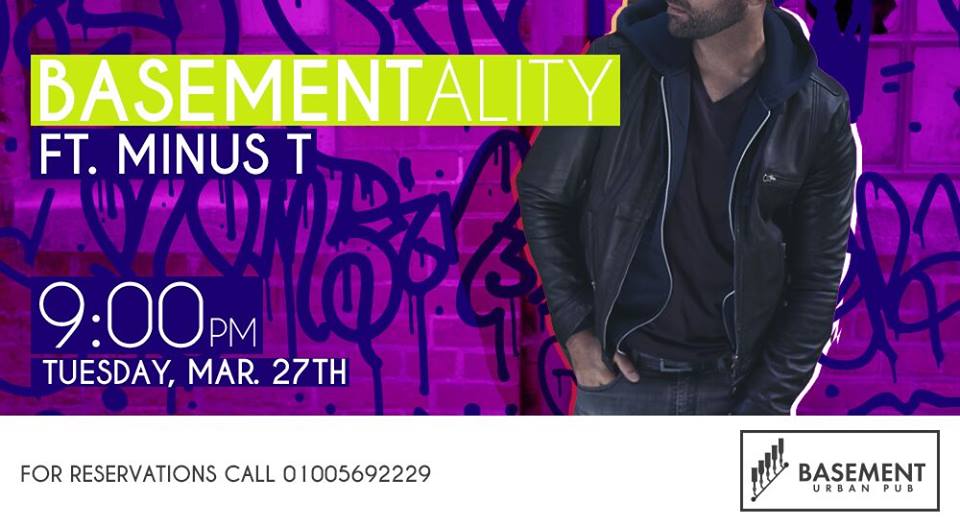 BASEMENTALITY
FT. MINUS T
9:00PM
TUESDAY, MAR. 27TH
FOR RESERVATIONS CALL 01005692229
BASEMENT
URBAN PUB